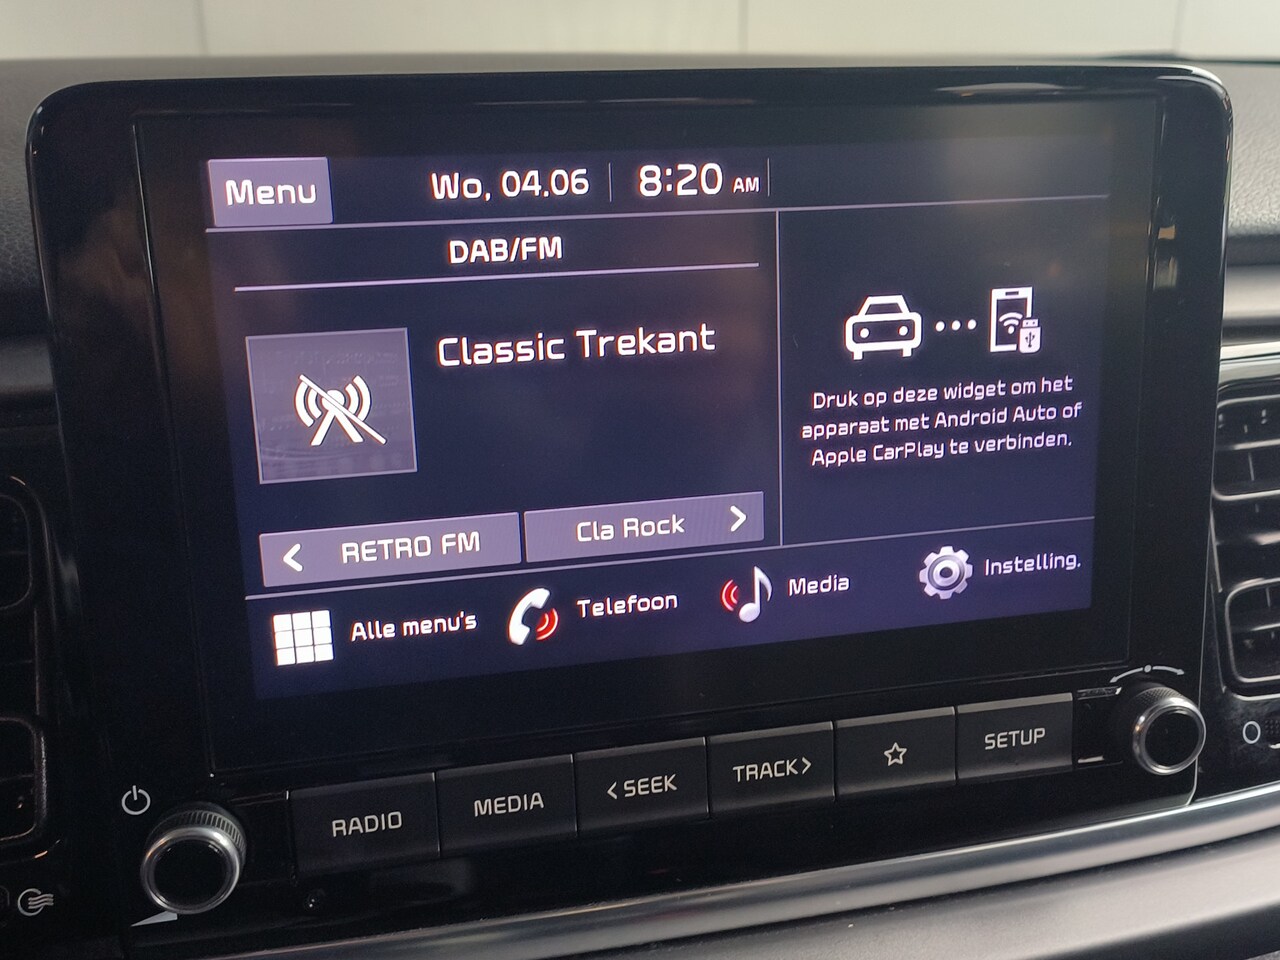 Menu
Wo, 04.06
8:20 AM
DAB/FM
Classic Trekant
Druk op deze widget om het
apparaat met Android Auto of
Apple CarPlay te verbinden.
< RETRO FM
Cla Rock >
Alle menu's
Telefoon
Media
Instelling.
RADIO
MEDIA
< SEEK
TRACK >
☆
SETUP